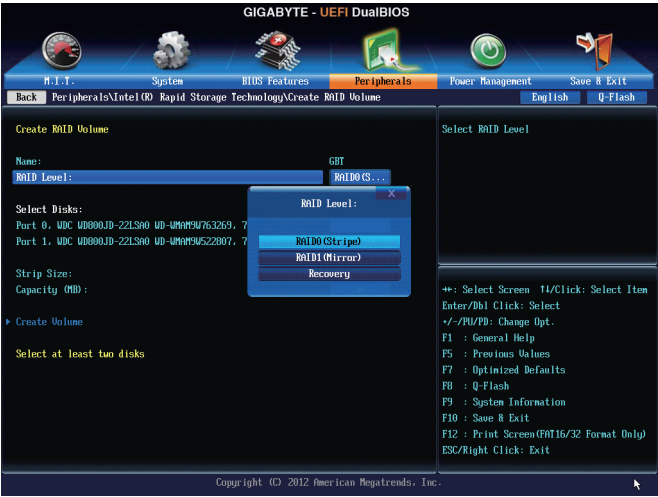 GIGABYTE - UEFI DualBIOS
M.I.T. System BIOS Features Peripherals Power Management Save & Exit
Back Peripherals\Intel(R) Rapid Storage Technology\Create RAID Volume English Q-Flash
Create RAID Volume
Name: GBT
RAID Level: RAID0(S...
Select Disks:
Port 0, WDC WD800JD-22LSA0 WD-WMAM9W763269, 7
Port 1, WDC WD800JD-22LSA0 WD-WMAM9W522807, 7
Strip Size:
Capacity (MB):
Create Volume
Select at least two disks
X
RAID Level:
RAID0(Stripe)
RAID1(Mirror)
Recovery
Select RAID Level
→←: Select Screen ↑↓/Click: Select Item
Enter/Dbl Click: Select
+/-/PU/PD: Change Opt.
F1 : General Help
F5 : Previous Values
F7 : Optimized Defaults
F8 : Q-Flash
F9 : System Information
F10 : Save & Exit
F12 : Print Screen(FAT16/32 Format Only)
ESC/Right Click: Exit
Copyright (C) 2012 American Megatrends, Inc.